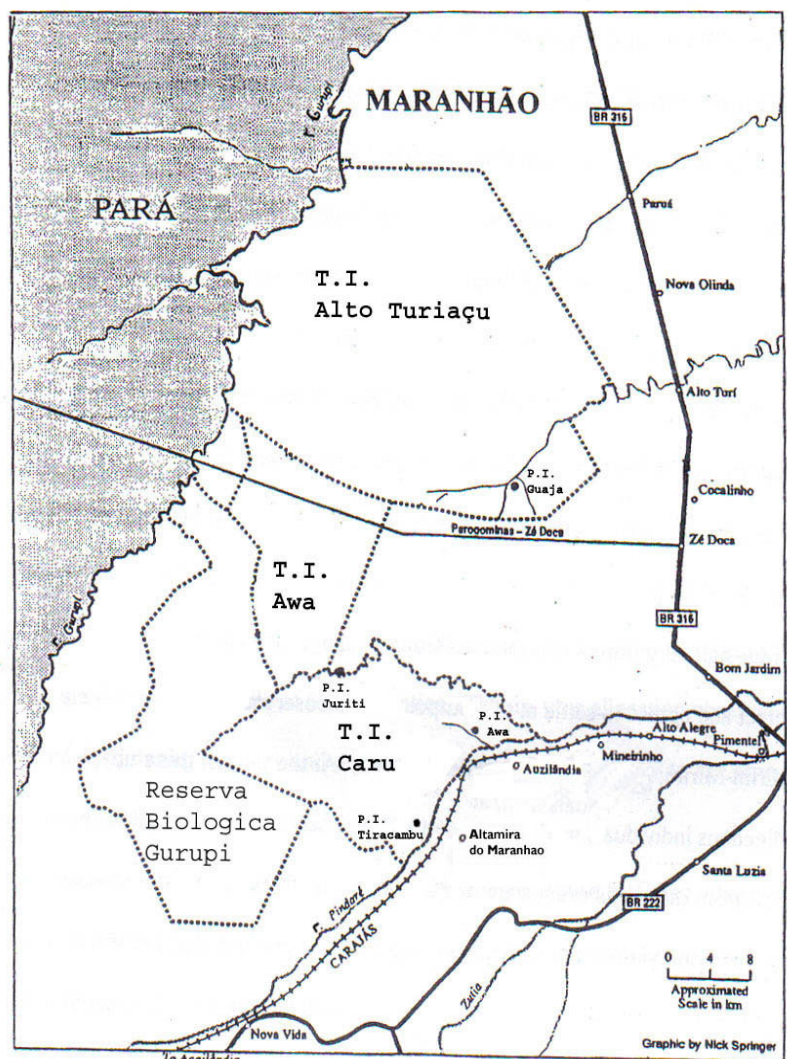 MARANHÃO
r. Gurupi
BR 316
PARÁ
Paruá
T.I.
Alto Turiaçu
Nova Olinda
Alto Turí
P.I.
Guaja
Cocalinho
Paragominas – Zé Doca
Zé Doca
T.I.
Awa
r. Gurupi
BR 316
Bom Jardim
P.I.
Juriti
P.I.
Awa
Alto Alegre
Pimentel
T.I.
Caru
Mineirinho
Auzilândia
Reserva
Biologica
Gurupi
P.I.
Tiracambu
Altamira
do Maranhao
Santa Luzia
BR 222
r. Pindaré
CARAJÁS
Zutia
0 4 8
Approximated
Scale in km
Nova Vida
Graphic by Nick Springer